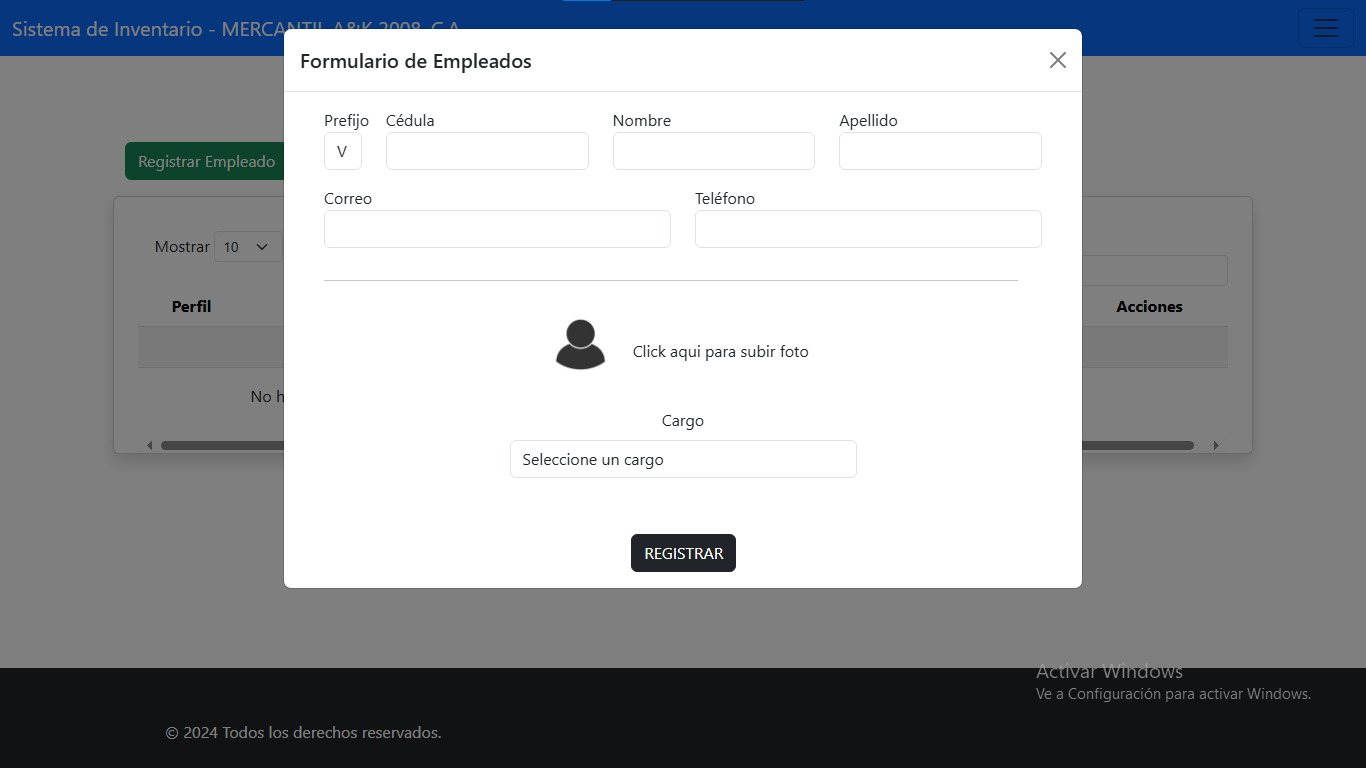 Sistema de Inventario - MERCANTIL A&K 2008, C.A
Formulario de Empleados
Prefijo Cédula Nombre Apellido
V
Registrar Empleado
Correo Teléfono
Mostrar 10
Perfil Acciones
Click aqui para subir foto
No h
Cargo
Seleccione un cargo
REGISTRAR
Activar Windows
Ve a Configuración para activar Windows.
© 2024 Todos los derechos reservados.